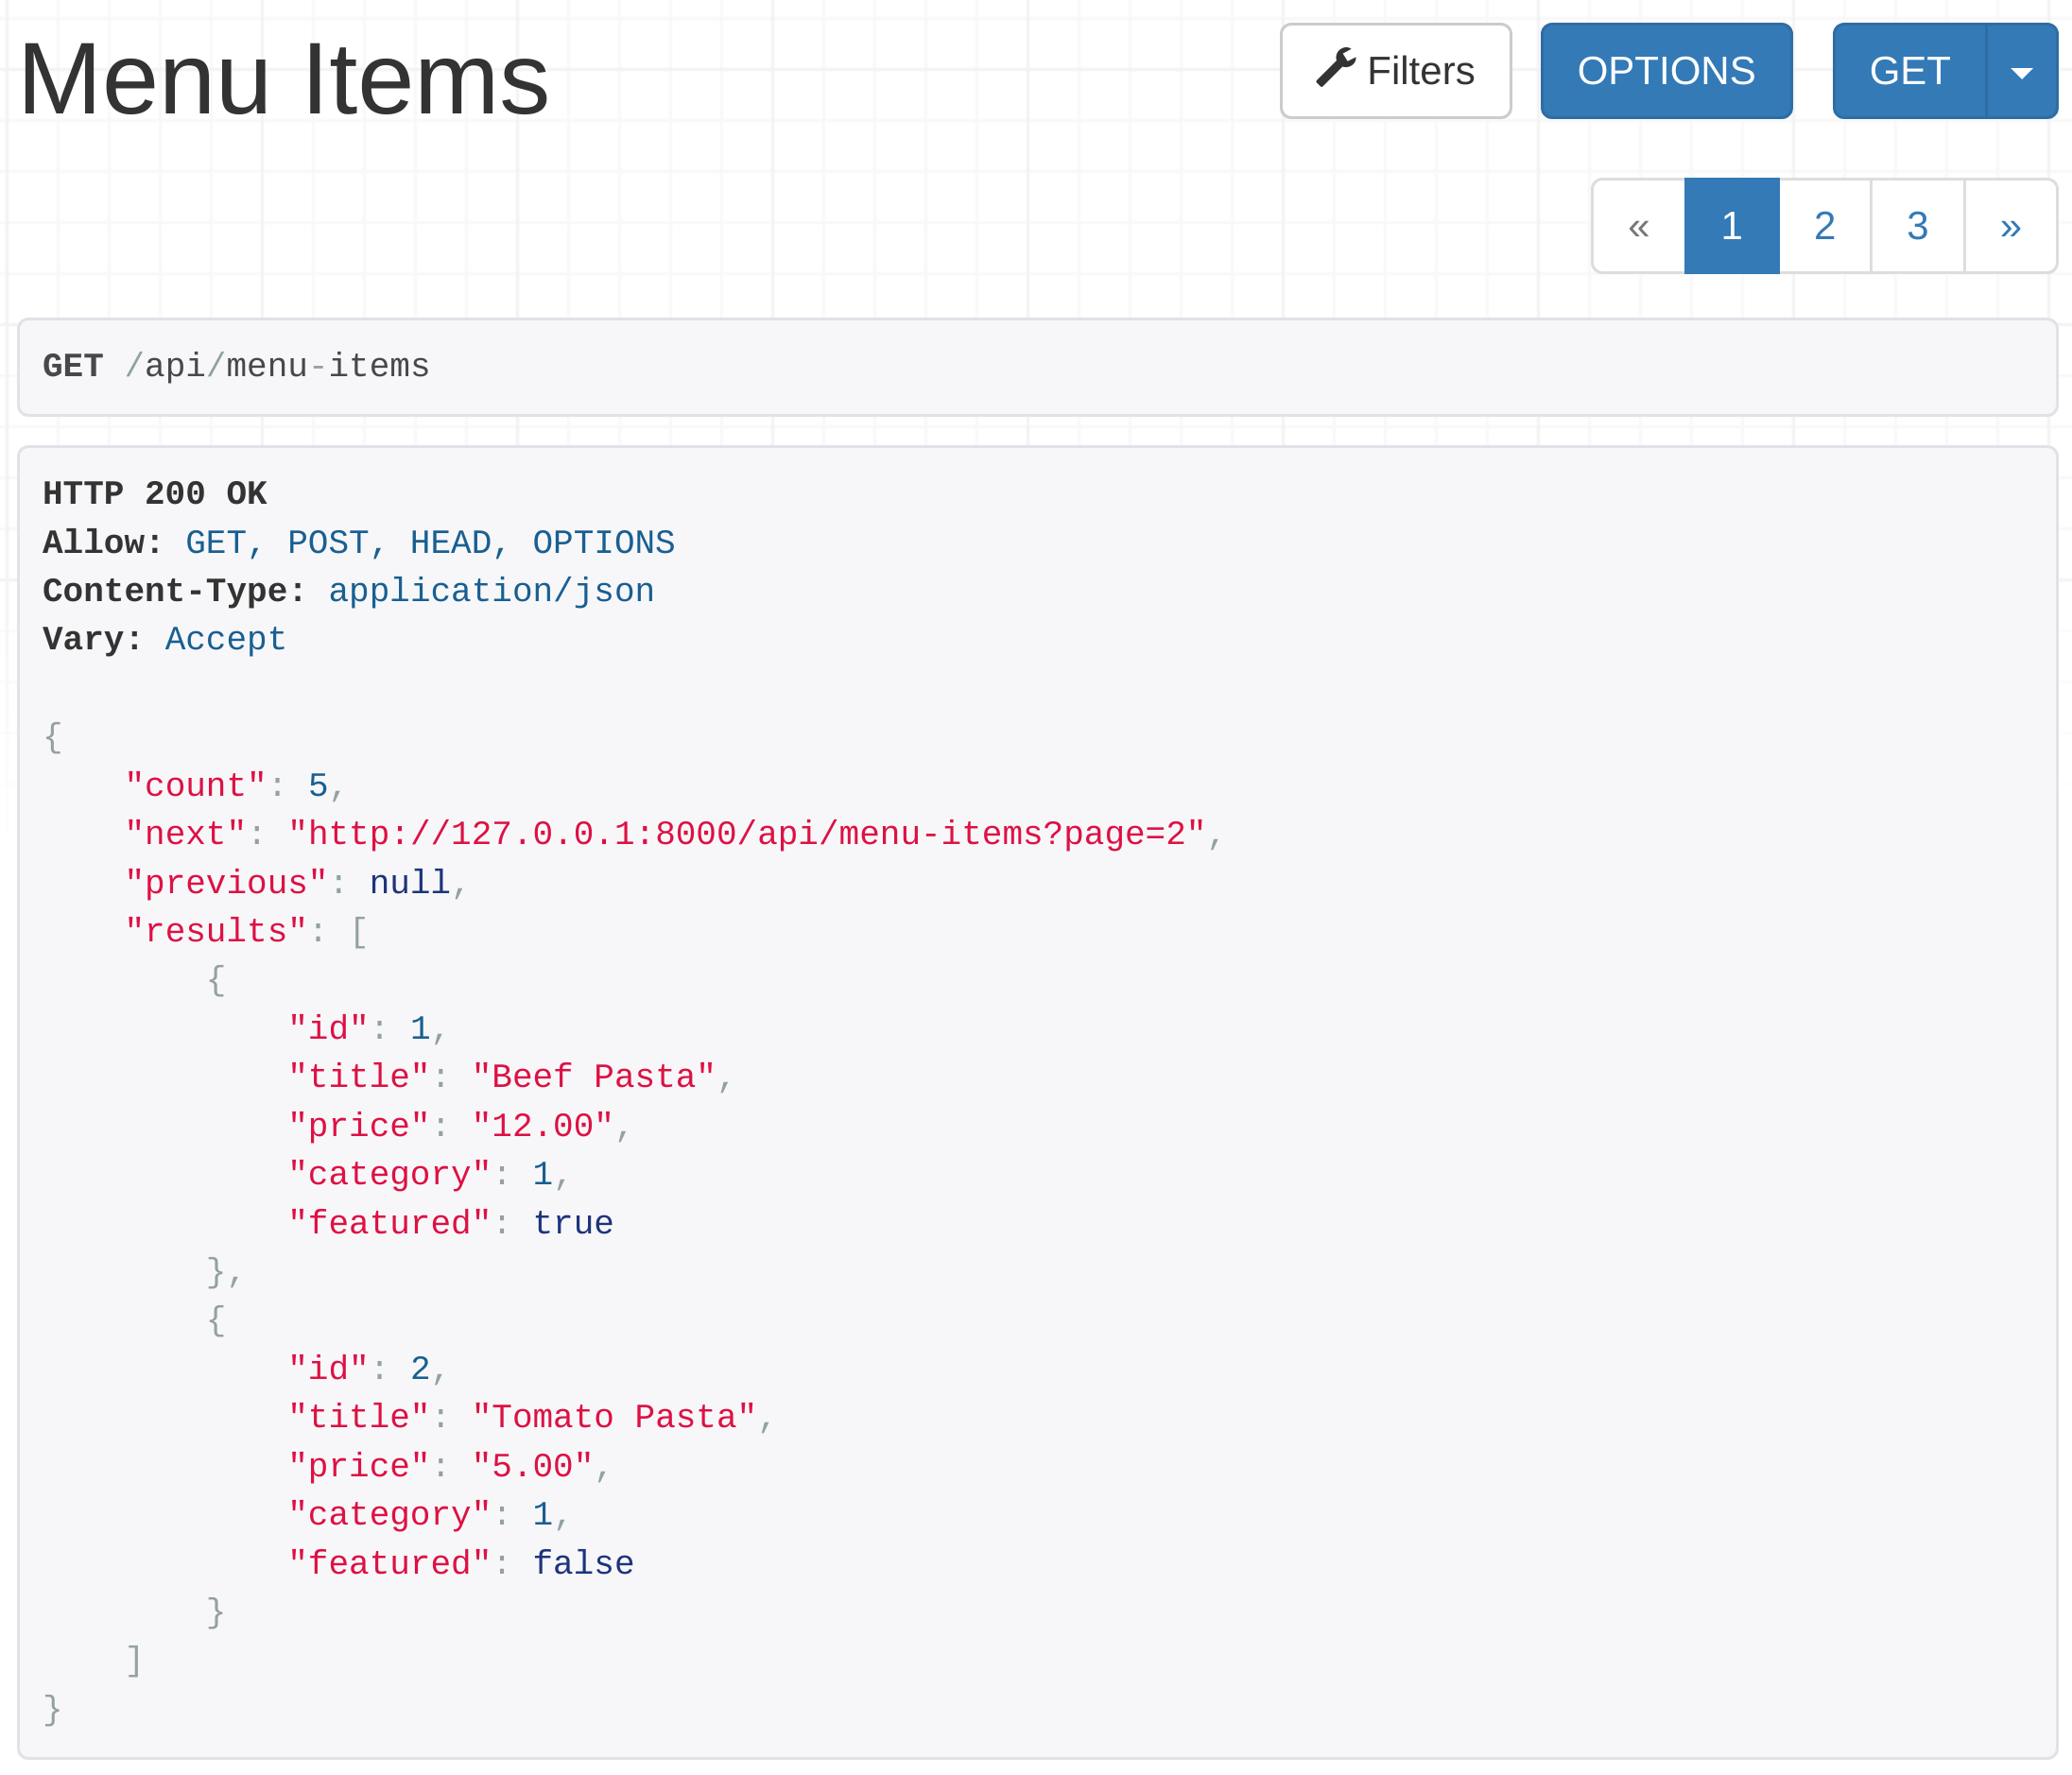 Menu Items
Filters
OPTIONS
GET
« 1 2 3 »
GET /api/menu-items
HTTP 200 OK
Allow: GET, POST, HEAD, OPTIONS
Content-Type: application/json
Vary: Accept
{
    "count": 5,
    "next": "http://127.0.0.1:8000/api/menu-items?page=2",
    "previous": null,
    "results": [
        {
            "id": 1,
            "title": "Beef Pasta",
            "price": "12.00",
            "category": 1,
            "featured": true
        },
        {
            "id": 2,
            "title": "Tomato Pasta",
            "price": "5.00",
            "category": 1,
            "featured": false
        }
    ]
}